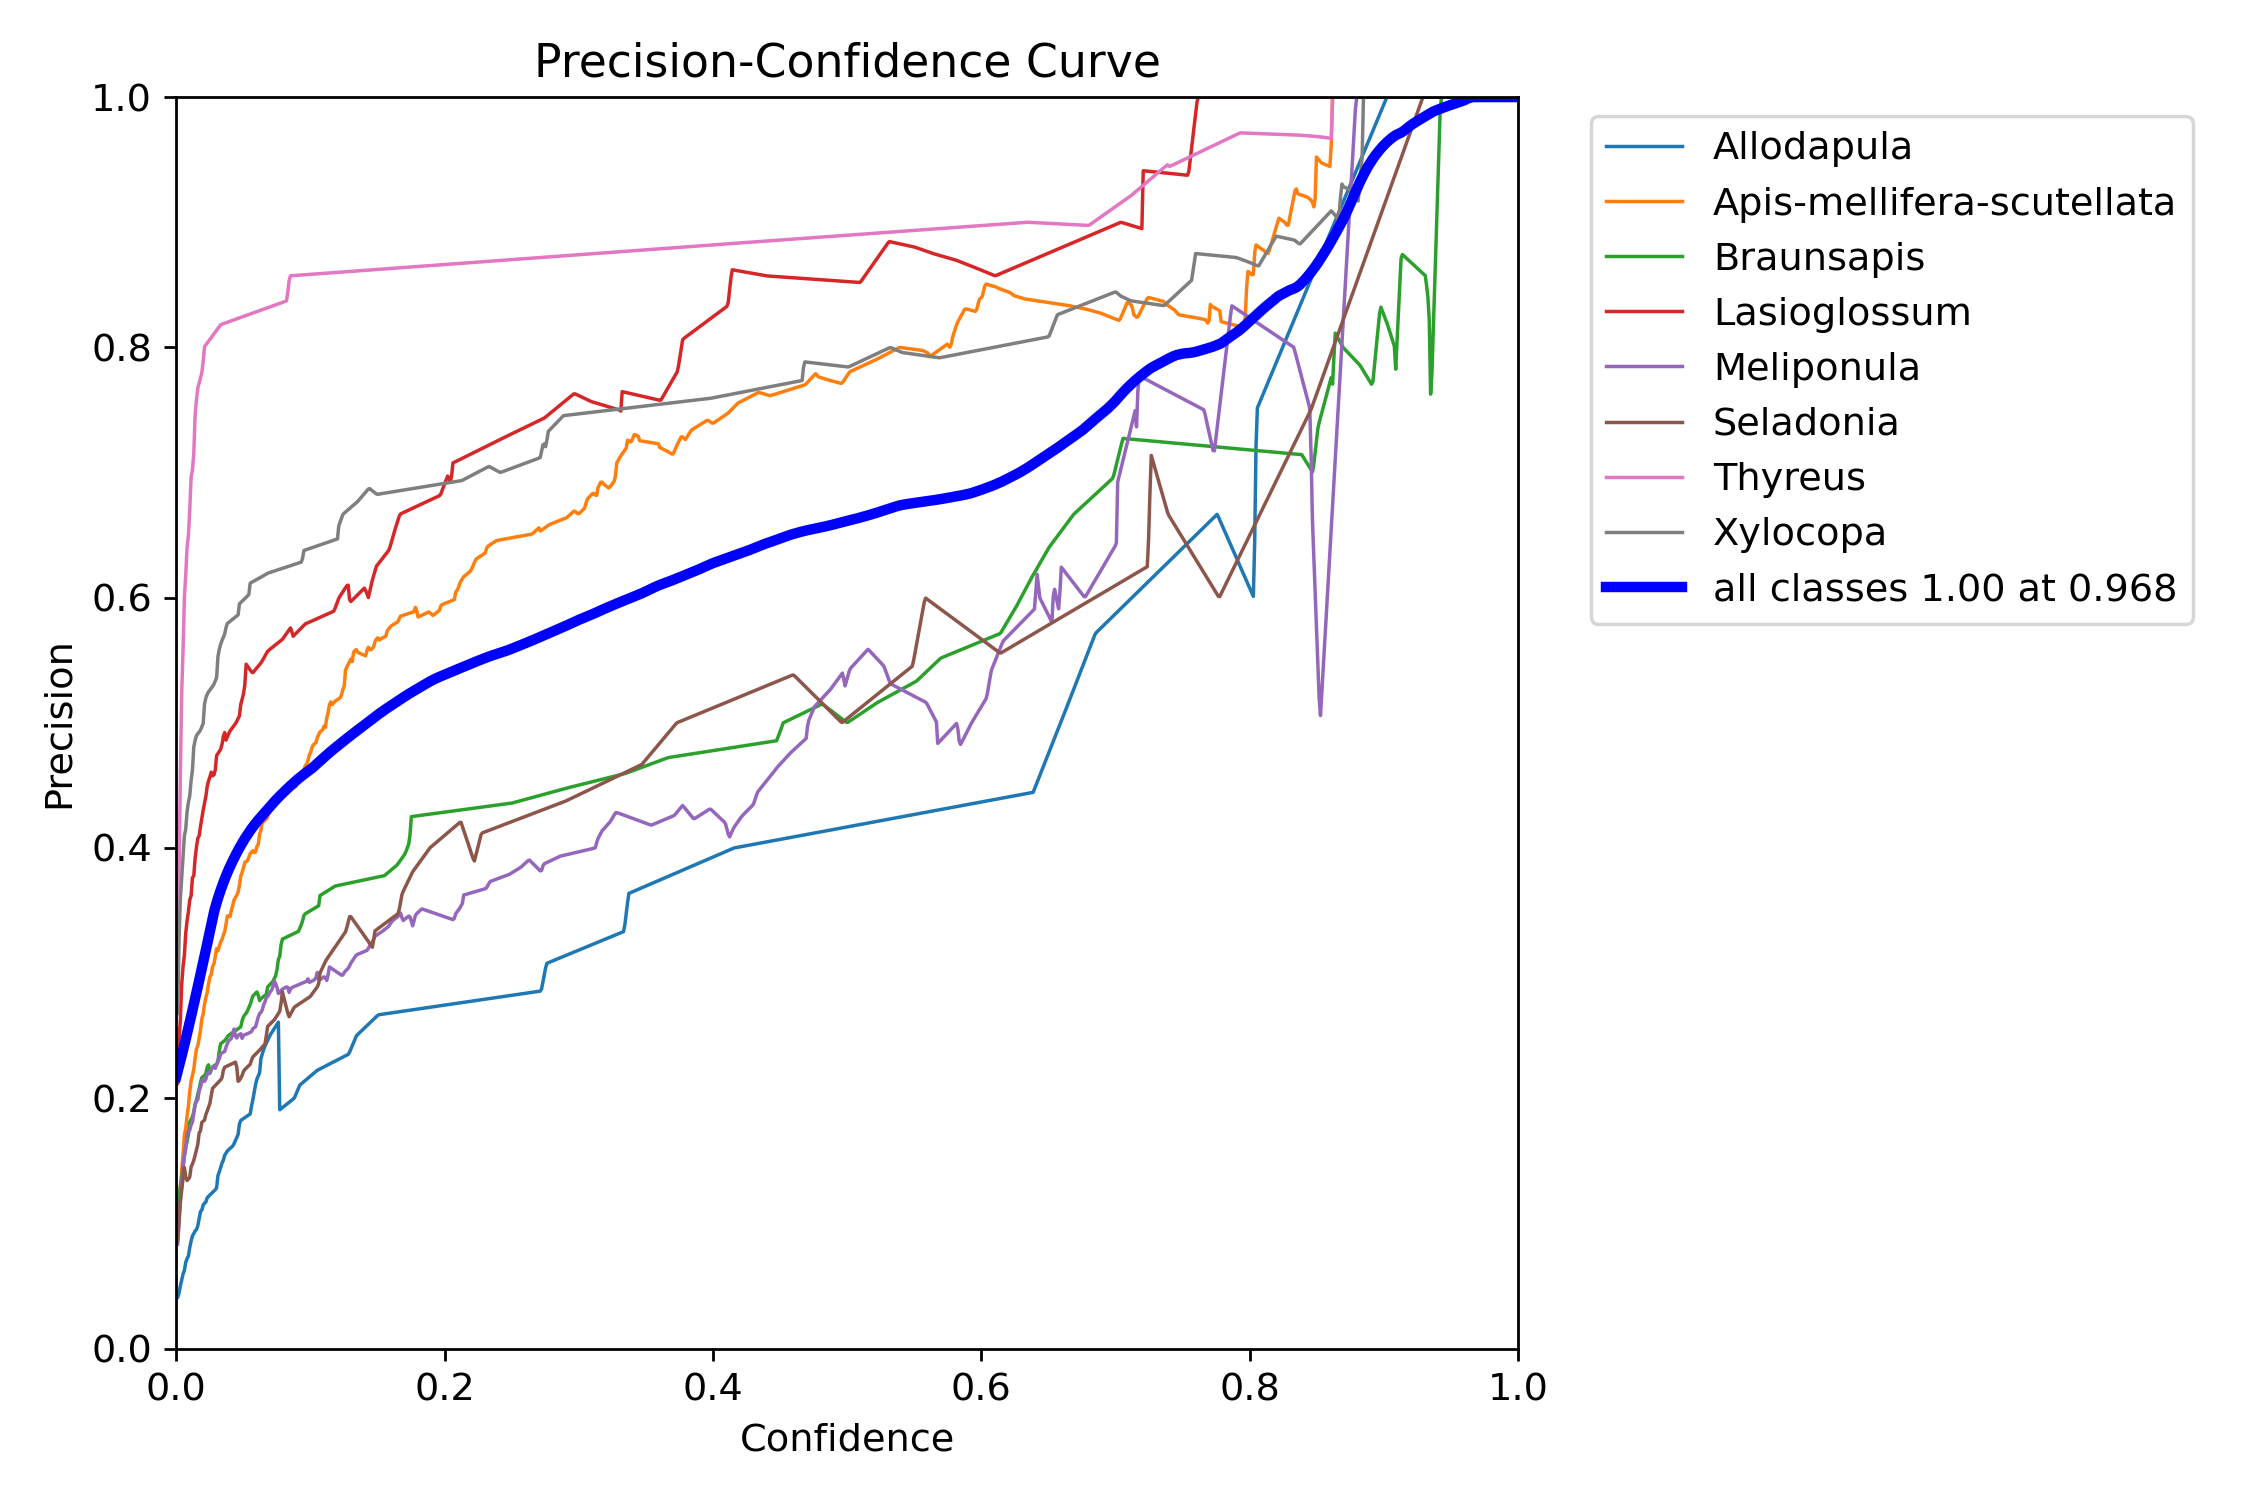 Precision-Confidence Curve
1.0
0.8
0.6
0.4
0.2
0.0
Precision
0.0 0.2 0.4 0.6 0.8 1.0
Confidence
Allodapula
Apis-mellifera-scutellata
Braunsapis
Lasioglossum
Meliponula
Seladonia
Thyreus
Xylocopa
all classes 1.00 at 0.968